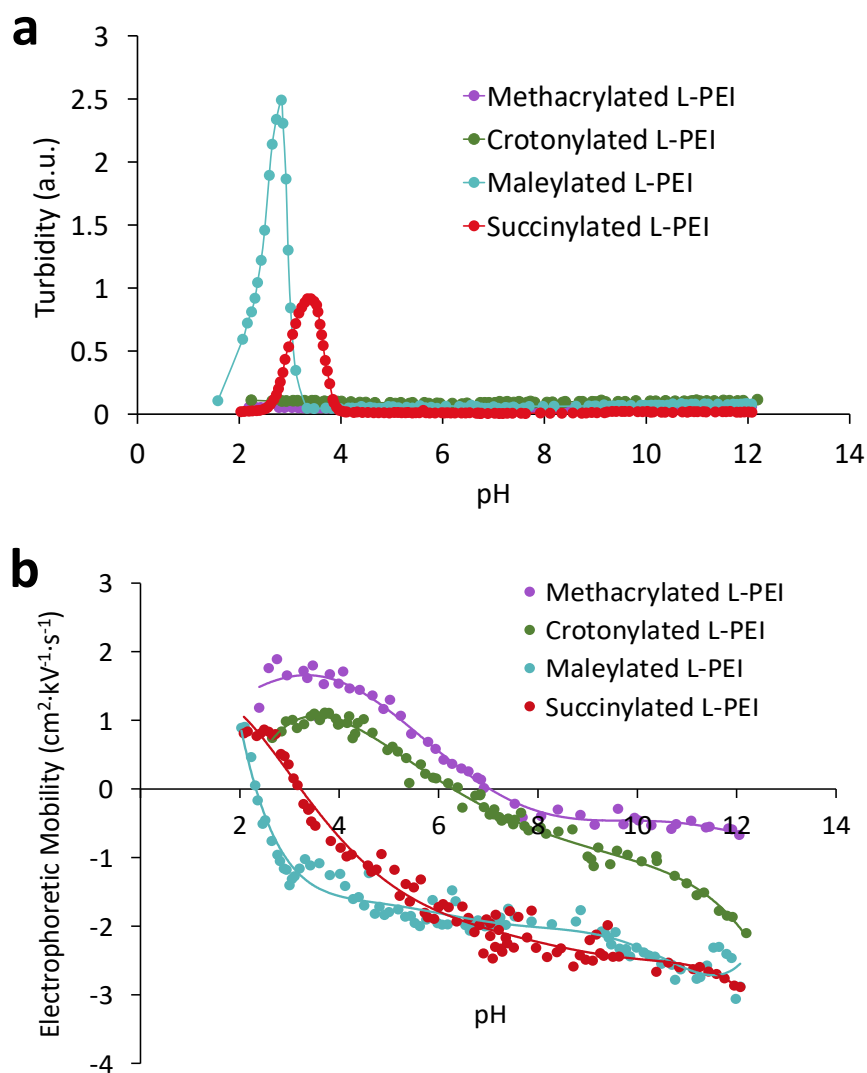 a
3
2.5
2
1.5
1
0.5
0
Turbidity (a.u.)
Methacrylated L-PEI
Crotonylated L-PEI
Maleylated L-PEI
Succinylated L-PEI
0 2 4 6 8 10 12 14
pH
b
3
2
1
0
-1
-2
-3
-4
Electrophoretic Mobility (cm²·kV⁻¹·s⁻¹)
Methacrylated L-PEI
Crotonylated L-PEI
Maleylated L-PEI
Succinylated L-PEI
2 4 6 8 10 12 14
pH